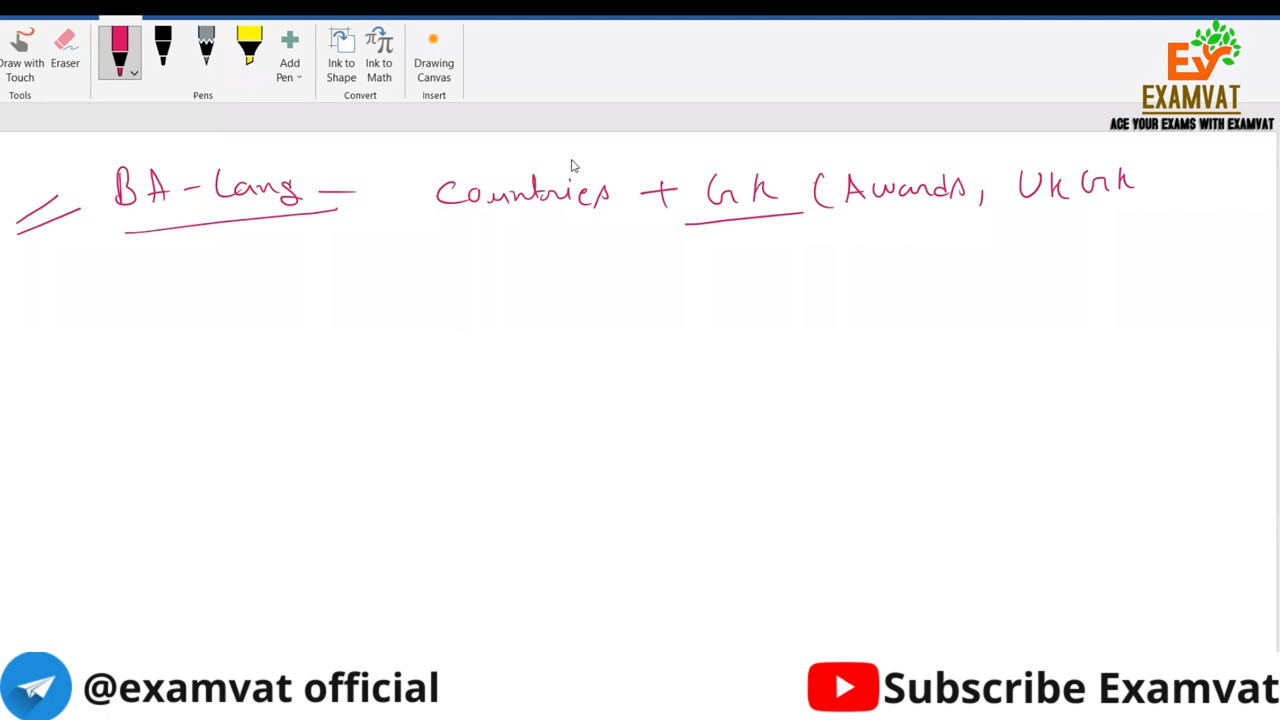 Draw with Touch
Eraser
Add Pen
Ink to Shape
Ink to Math
Drawing Canvas
Tools
Pens
Convert
Insert
EV
EXAMVAT
ACE YOUR EXAMS WITH EXAMVAT
BA - Lang — Countries + GK (Awards, UK GK
@examvat official
Subscribe Examvat